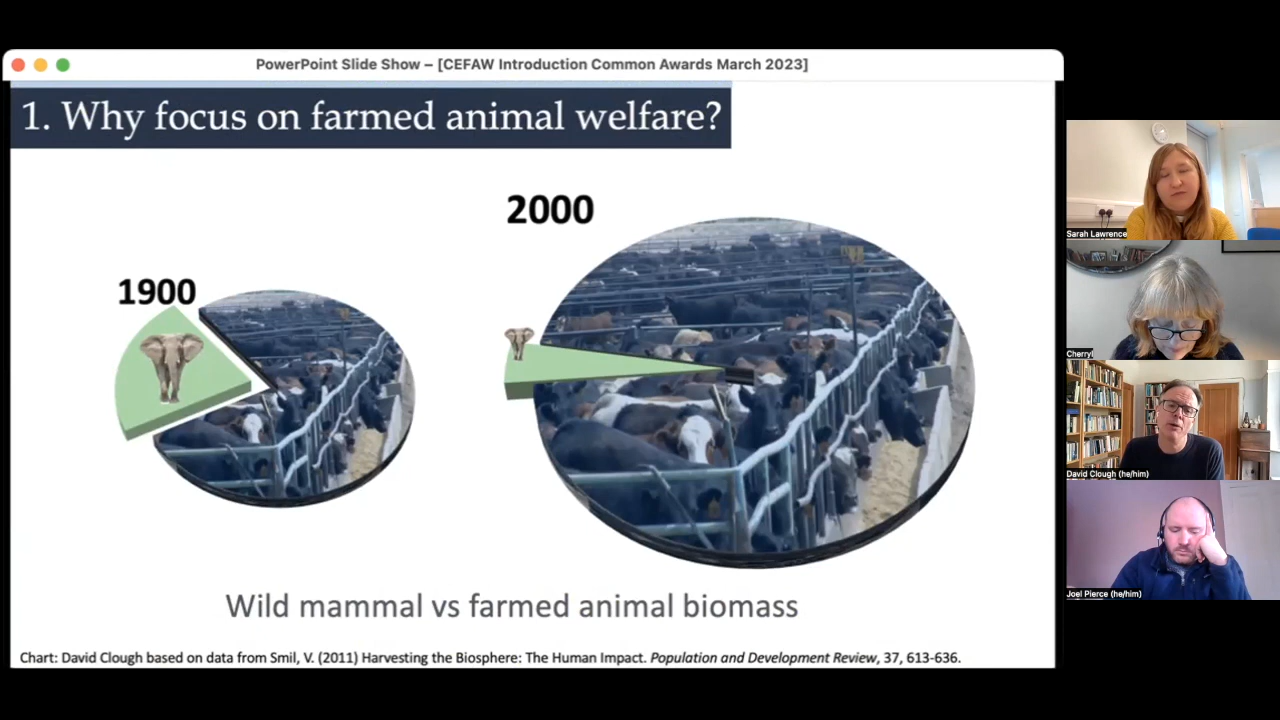 PowerPoint Slide Show – [CEFAW Introduction Common Awards March 2023]
1. Why focus on farmed animal welfare?
2000
1900
Wild mammal vs farmed animal biomass
Chart: David Clough based on data from Smil, V. (2011) Harvesting the Biosphere: The Human Impact. Population and Development Review, 37, 613-636.
Sarah Lawrence
Cherryl
David Clough (he/him)
Joel Pierce (he/him)